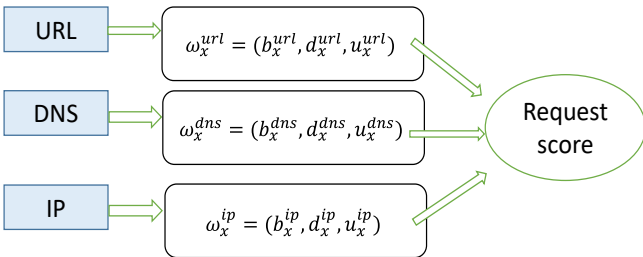 URL
ω_x^{url} = (b_x^{url}, d_x^{url}, u_x^{url})
DNS
ω_x^{dns} = (b_x^{dns}, d_x^{dns}, u_x^{dns})
Request
score
IP
ω_x^{ip} = (b_x^{ip}, d_x^{ip}, u_x^{ip})